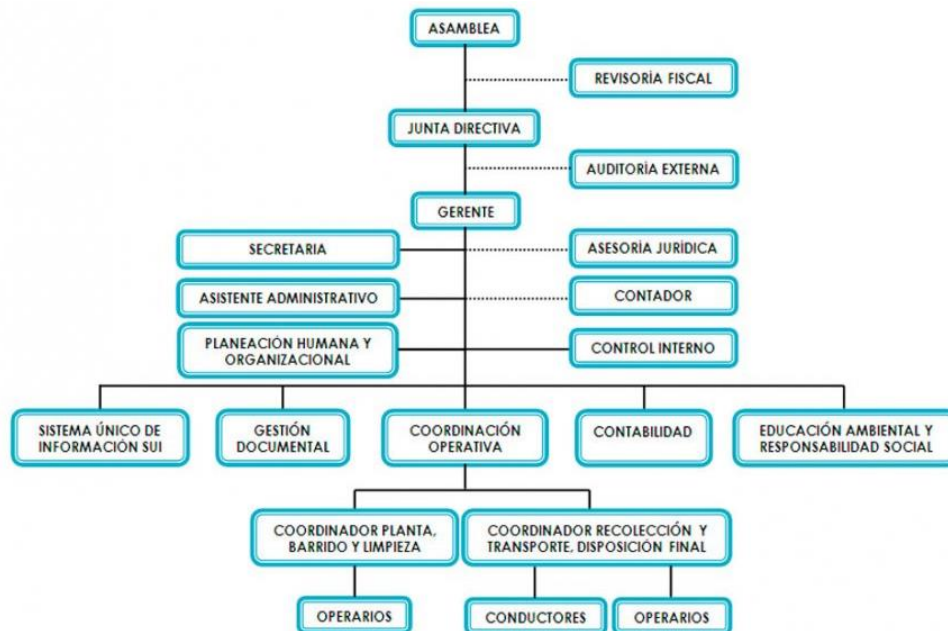 ASAMBLEA
REVISORÍA FISCAL
JUNTA DIRECTIVA
AUDITORÍA EXTERNA
GERENTE
SECRETARIA
ASESORÍA JURÍDICA
ASISTENTE ADMINISTRATIVO
CONTADOR
PLANEACIÓN HUMANA Y
ORGANIZACIONAL
CONTROL INTERNO
SISTEMA ÚNICO DE
INFORMACIÓN SUI
GESTIÓN
DOCUMENTAL
COORDINACIÓN
OPERATIVA
CONTABILIDAD
EDUCACIÓN AMBIENTAL Y
RESPONSABILIDAD SOCIAL
COORDINADOR PLANTA,
BARRIDO Y LIMPIEZA
COORDINADOR RECOLECCIÓN Y
TRANSPORTE, DISPOSICIÓN FINAL
OPERARIOS
CONDUCTORES
OPERARIOS